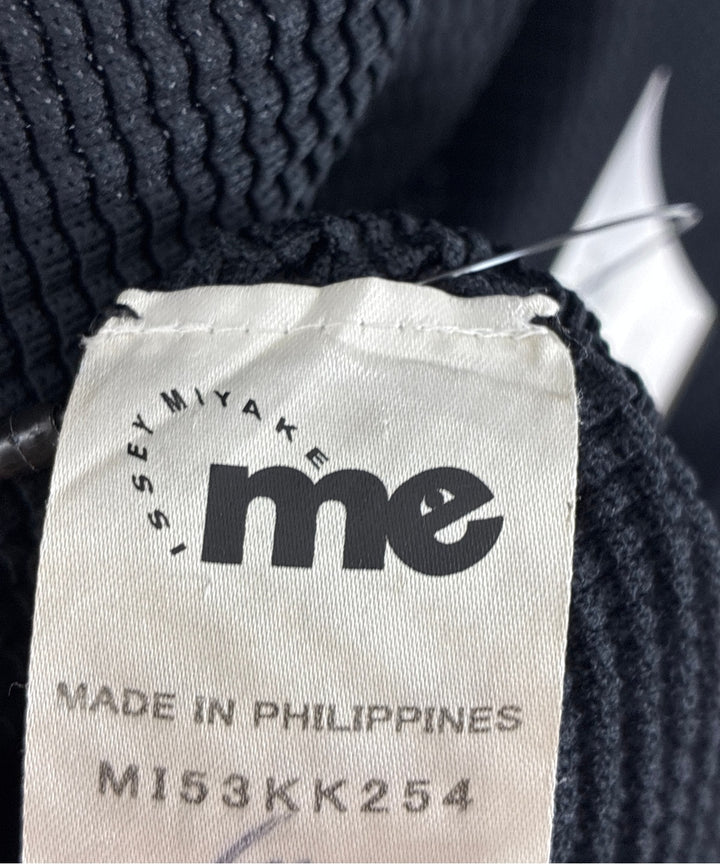 ISSEY MIYAKE
me
MADE IN PHILIPPINES
MI53KK254